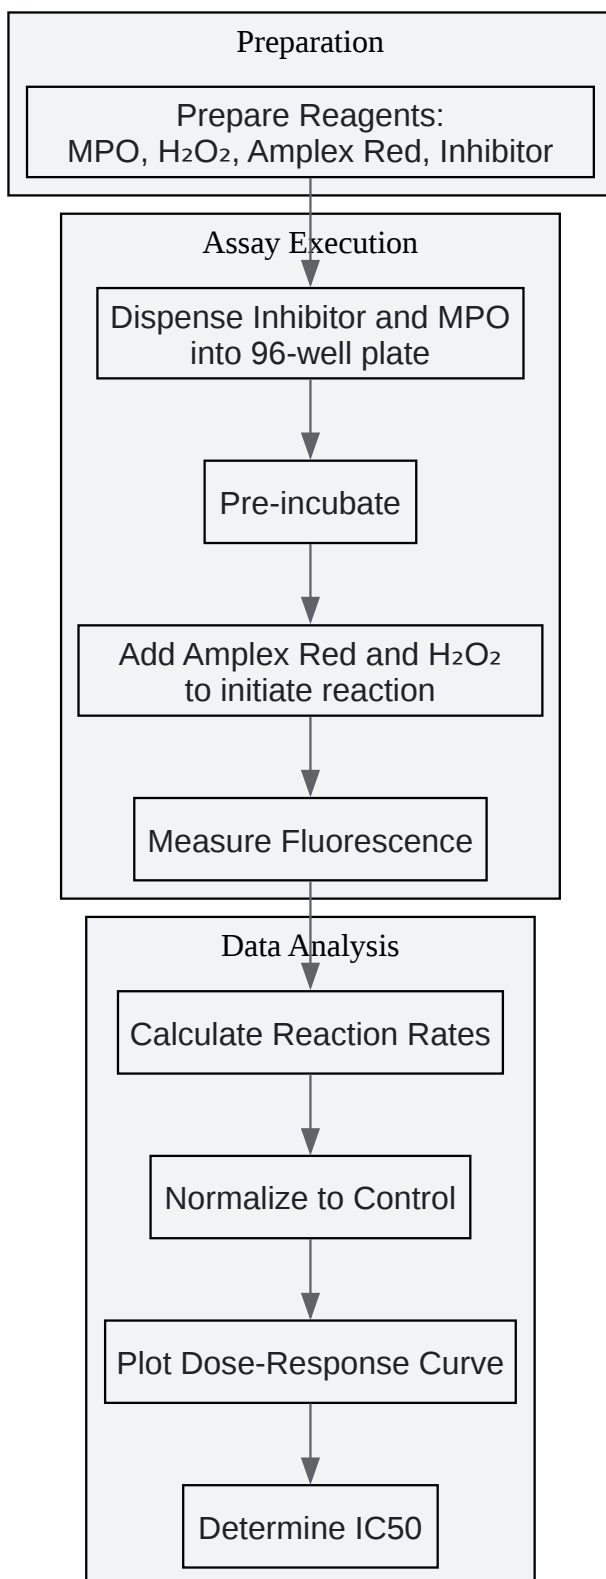 Preparation
Prepare Reagents:
MPO, H₂O₂, Amplex Red, Inhibitor
Assay Execution
Dispense Inhibitor and MPO
into 96-well plate
Pre-incubate
Add Amplex Red and H₂O₂
to initiate reaction
Measure Fluorescence
Data Analysis
Calculate Reaction Rates
Normalize to Control
Plot Dose-Response Curve
Determine IC50